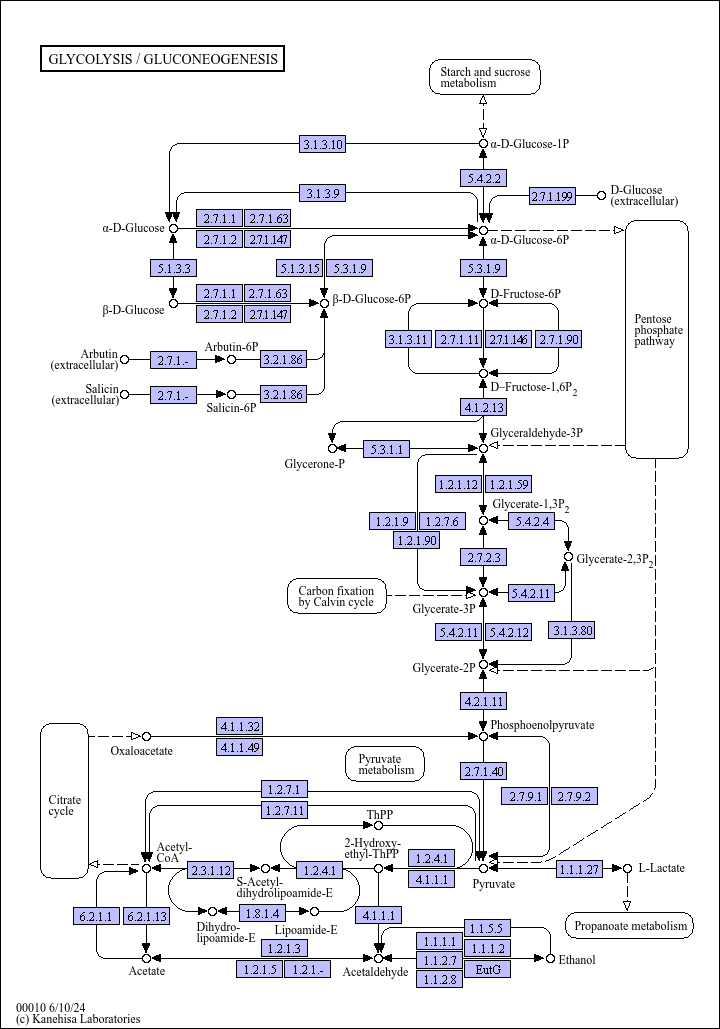 GLYCOLYSIS / GLUCONEOGENESIS
Starch and sucrose
metabolism
3.1.3.10
α-D-Glucose-1P
5.4.2.2
3.1.3.9
2.7.1.199
D-Glucose
(extracellular)
α-D-Glucose
2.7.1.1
2.7.1.63
2.7.1.2
2.7.1.147
α-D-Glucose-6P
5.1.3.3
5.1.3.15
5.3.1.9
5.3.1.9
β-D-Glucose
2.7.1.1
2.7.1.63
2.7.1.2
2.7.1.147
β-D-Glucose-6P
D-Fructose-6P
Pentose
phosphate
pathway
3.1.3.11
2.7.1.11
2.7.1.146
2.7.1.90
Arbutin
(extracellular)
2.7.1.-
Arbutin-6P
3.2.1.86
Salicin
(extracellular)
2.7.1.-
Salicin-6P
3.2.1.86
D-Fructose-1,6P2
4.1.2.13
Glyceraldehyde-3P
Glycerone-P
5.3.1.1
1.2.1.12
1.2.1.59
Glycerate-1,3P2
1.2.1.9
1.2.7.6
1.2.1.90
5.4.2.4
2.7.2.3
Glycerate-2,3P2
Carbon fixation
by Calvin cycle
Glycerate-3P
5.4.2.11
5.4.2.11
5.4.2.12
3.1.3.80
Glycerate-2P
4.2.1.11
Oxaloacetate
4.1.1.32
4.1.1.49
Phosphoenolpyruvate
Pyruvate
metabolism
2.7.1.40
2.7.9.1
2.7.9.2
Citrate
cycle
1.2.7.1
1.2.7.11
ThPP
Acetyl-
CoA
2.3.1.12
S-Acetyl-
dihydrolipoamide-E
1.2.4.1
2-Hydroxy-
ethyl-ThPP
1.2.4.1
4.1.1.1
Pyruvate
1.1.1.27
L-Lactate
6.2.1.1
6.2.1.13
Dihydro-
lipoamide-E
1.8.1.4
Lipoamide-E
4.1.1.1
Propanoate metabolism
1.1.5.5
1.1.1.1
1.1.1.2
1.1.2.7
EutG
1.1.2.8
Ethanol
Acetate
1.2.1.3
1.2.1.5
1.2.1.-
Acetaldehyde
00010 6/10/24
(c) Kanehisa Laboratories